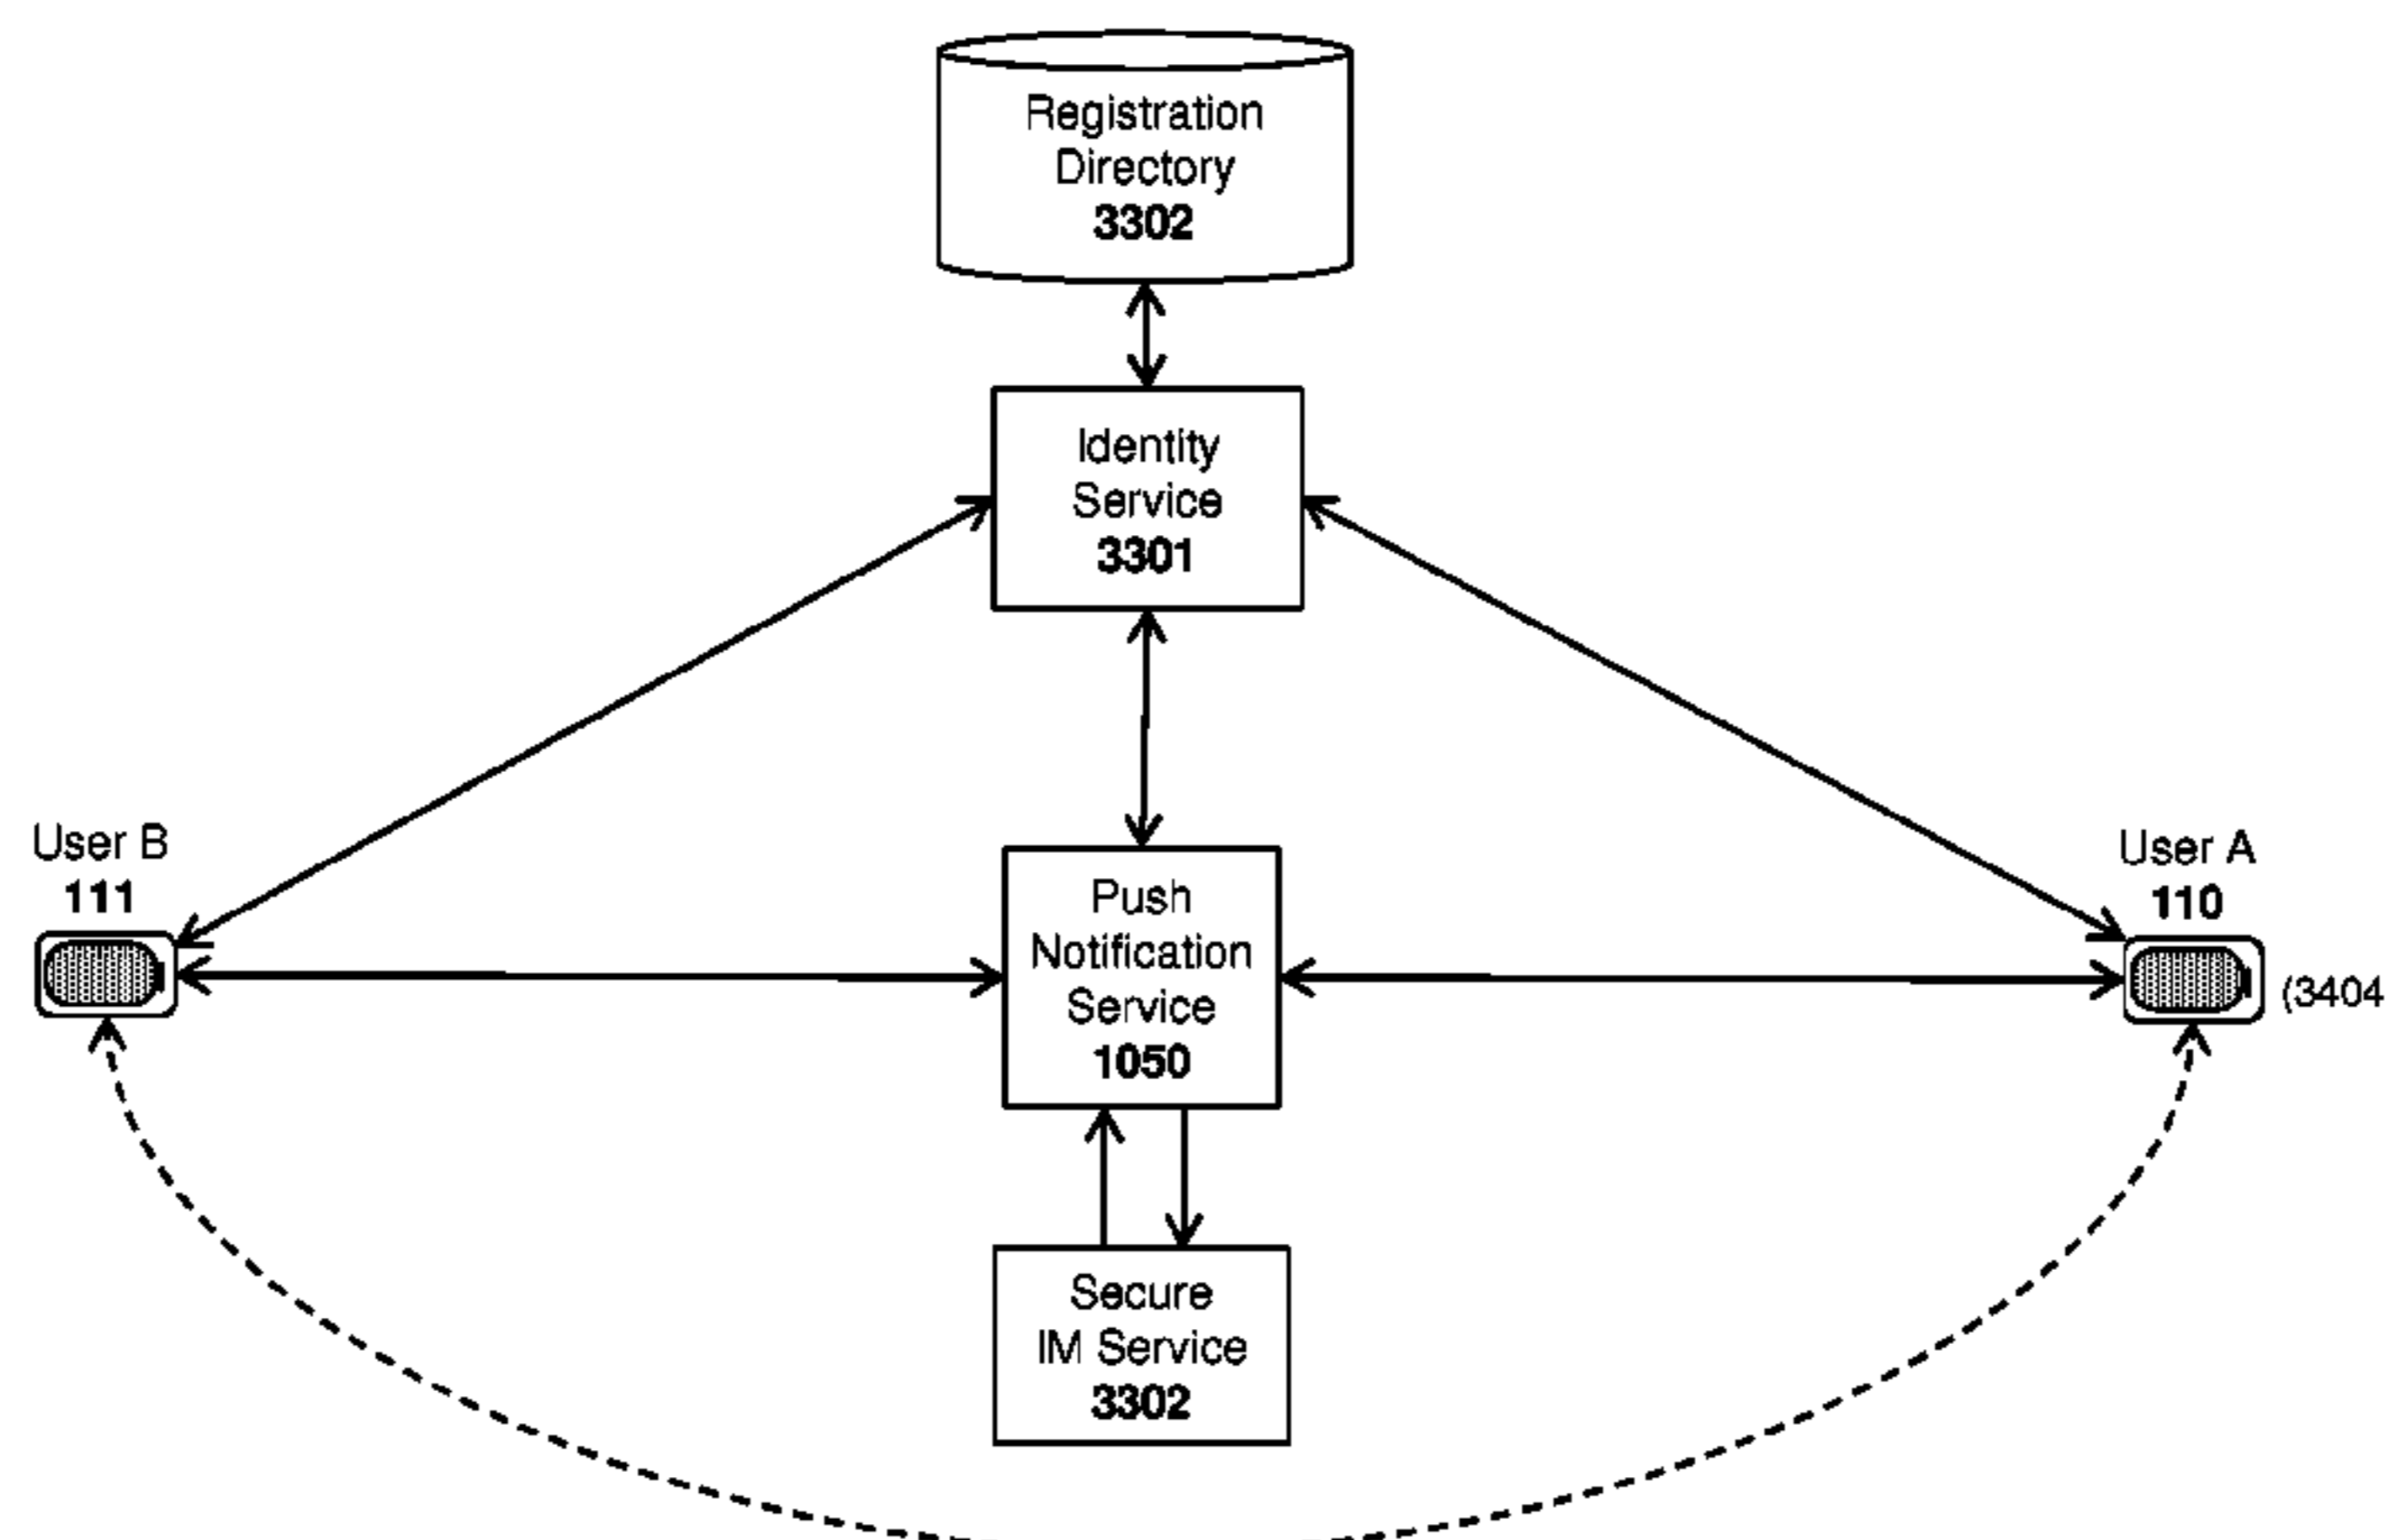 Registration
Directory
3302
Identity
Service
3301
User B
111
Push
Notification
Service
1050
User A
110
(3404
Secure
IM Service
3302